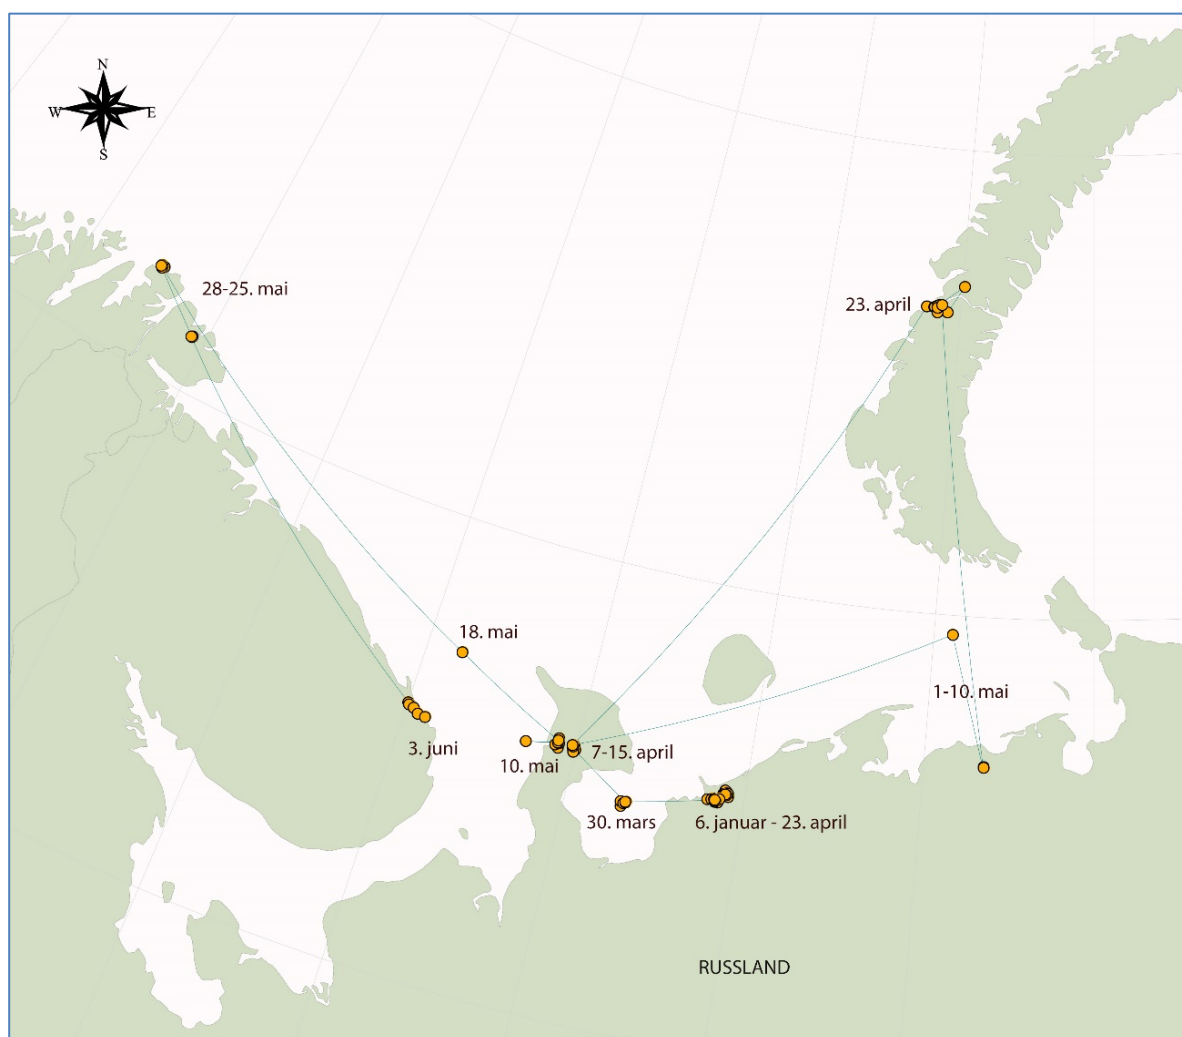 N
W E
S
28-25. mai
23. april
18. mai
1-10. mai
3. juni
10. mai
7-15. april
30. mars
6. januar - 23. april
RUSSLAND